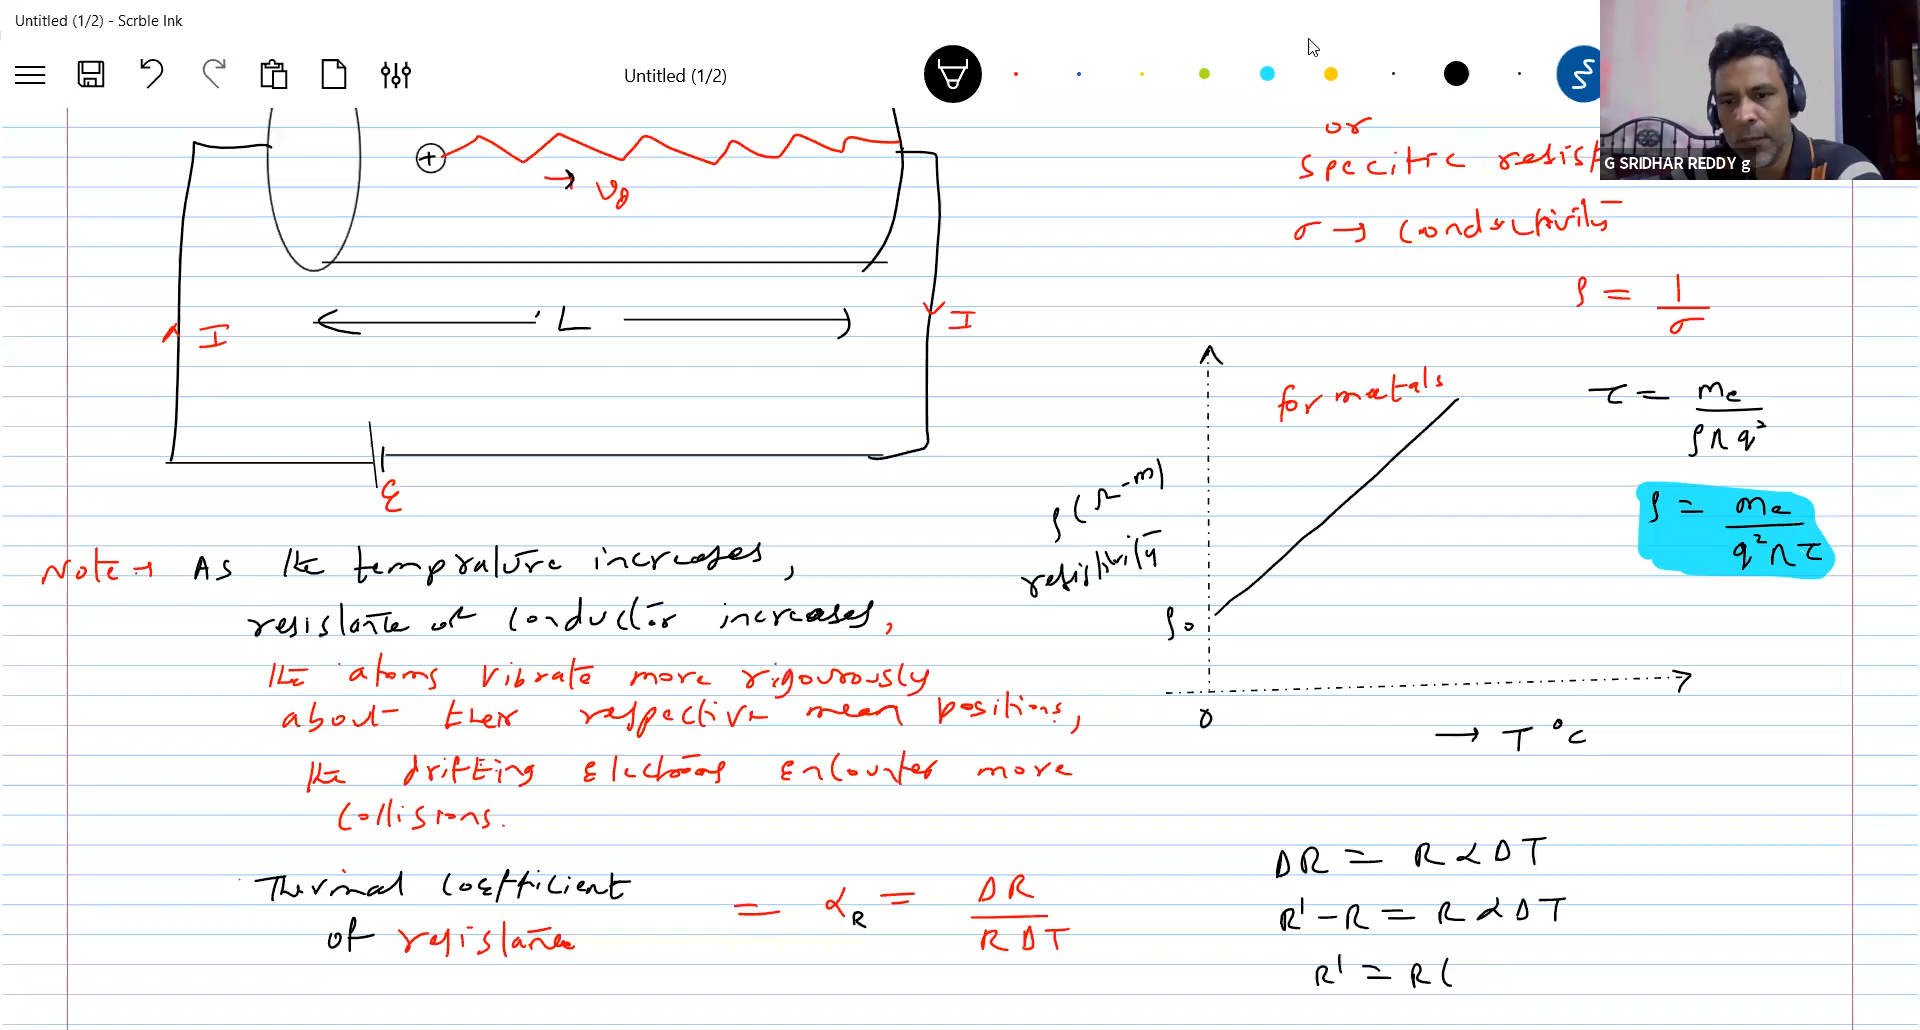 Untitled (1/2) - Scrble Ink
Untitled (1/2)
G SRIDHAR REDDY g
or
specific resist
σ → conductivity
ρ = 1/σ
+
→ v
L
I
I
ε
for metals
ρ (Ω-m)
resistivity
ρ₀
0
→ T °C
τ = me/ρnq²
ρ = me/q²nτ
Note → As the temprature increases,
resistance of conductor increases,
the atoms vibrate more rigourously
about their respective mean positions,
the drifting electrons encounter more
collisions.
Thermal coefficient
of resistance
= αR = ΔR/RΔT
ΔR = RαΔT
R' - R = RαΔT
R' = R(